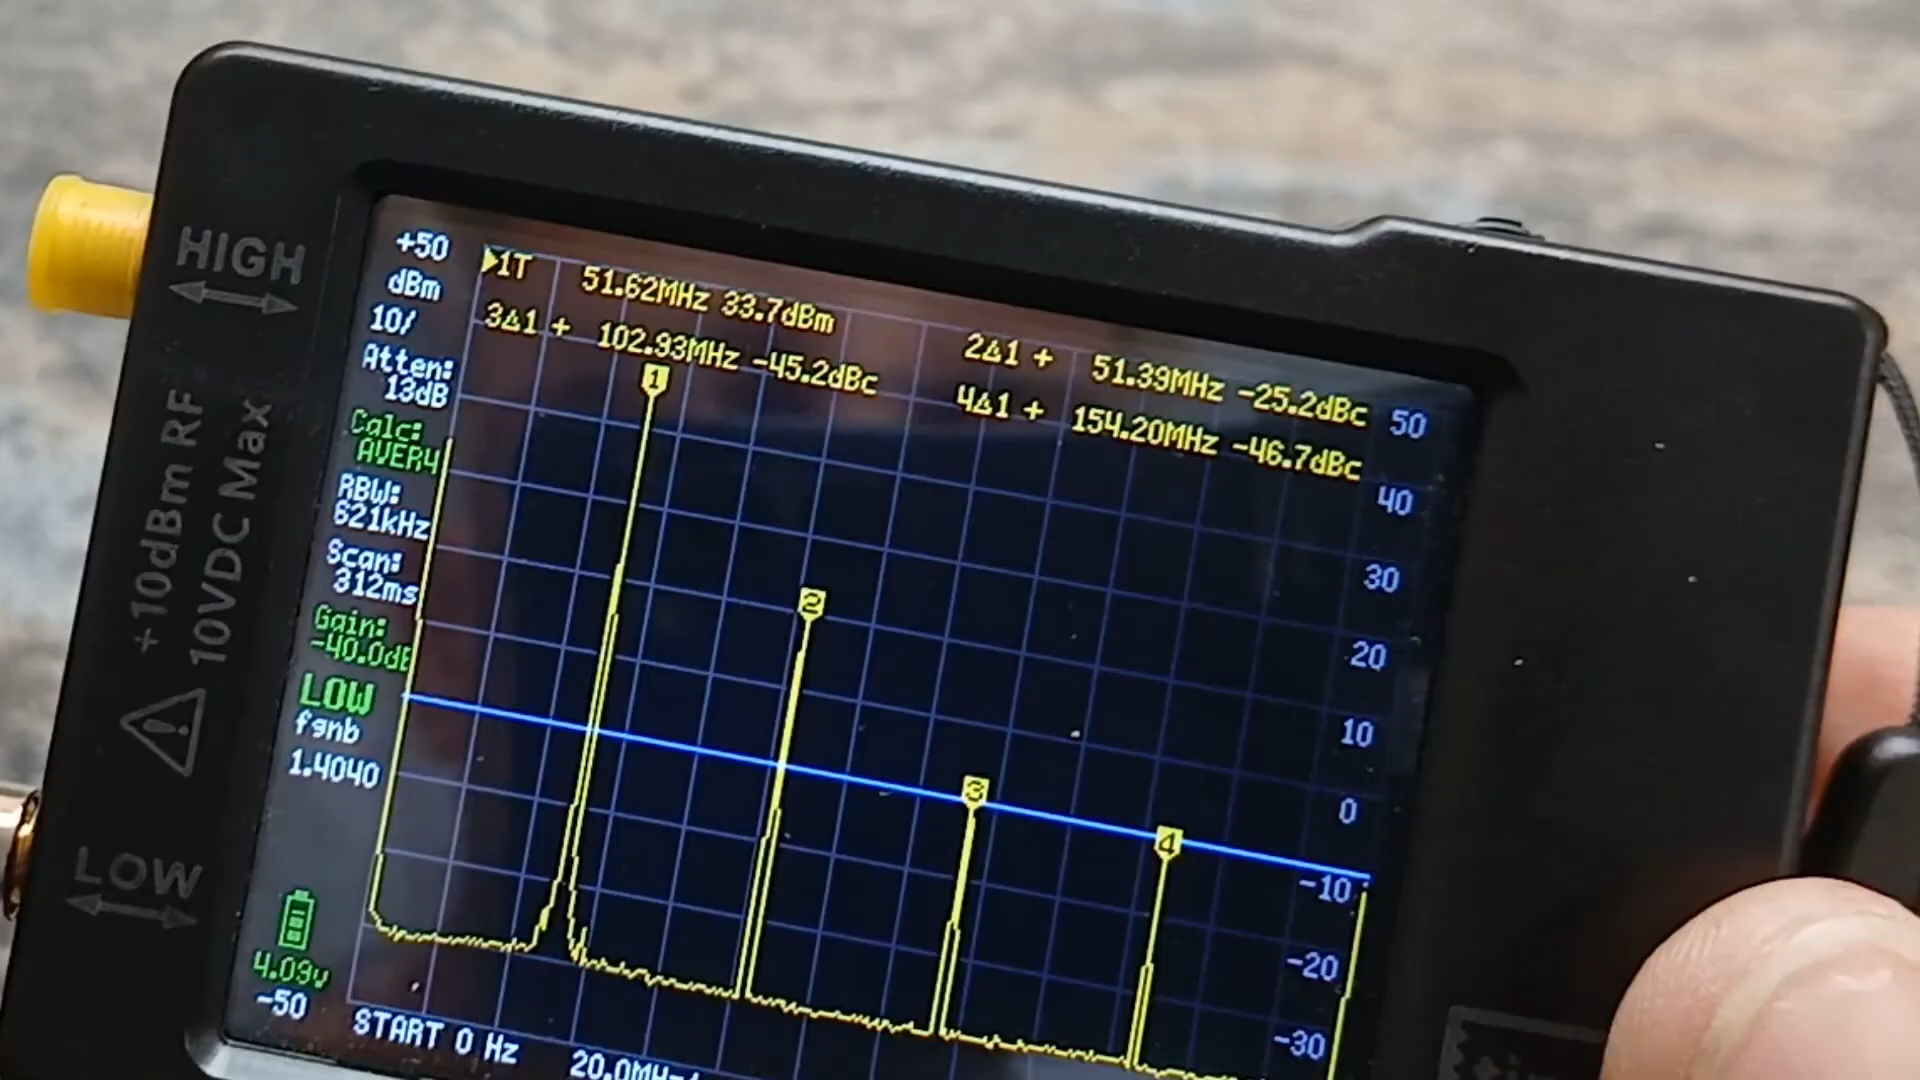 HIGH
+10dBm RF
10VDC Max
LOW
+50
dBm
10/
Atten:
13dB
Calc:
AVER4
RBW:
621kHz
Scan:
312ms
Gain:
-40.0dB
LOW
fgnb
1.4040
4.09v
-50
1T 51.62MHz 33.7dBm
2Δ1 + 51.39MHz -25.2dBc
3Δ1 + 102.93MHz -45.2dBc
4Δ1 + 154.20MHz -46.7dBc
1
2
3
4
50
40
30
20
10
0
-10
-20
-30
START 0 Hz
20.0MHz/